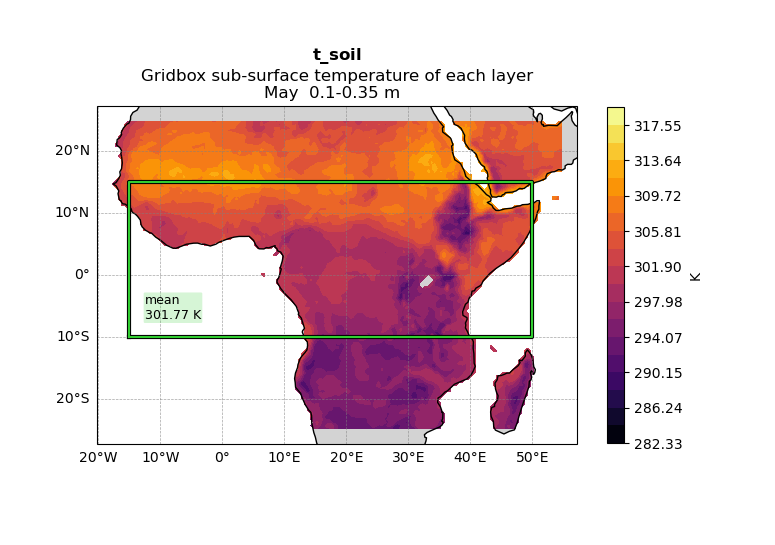 t_soil
Gridbox sub-surface temperature of each layer
May  0.1-0.35 m
20°N
10°N
0°
10°S
20°S
mean
301.77 K
20°W
10°W
0°
10°E
20°E
30°E
40°E
50°E
317.55
313.64
309.72
305.81
301.90
297.98
294.07
290.15
286.24
282.33
K